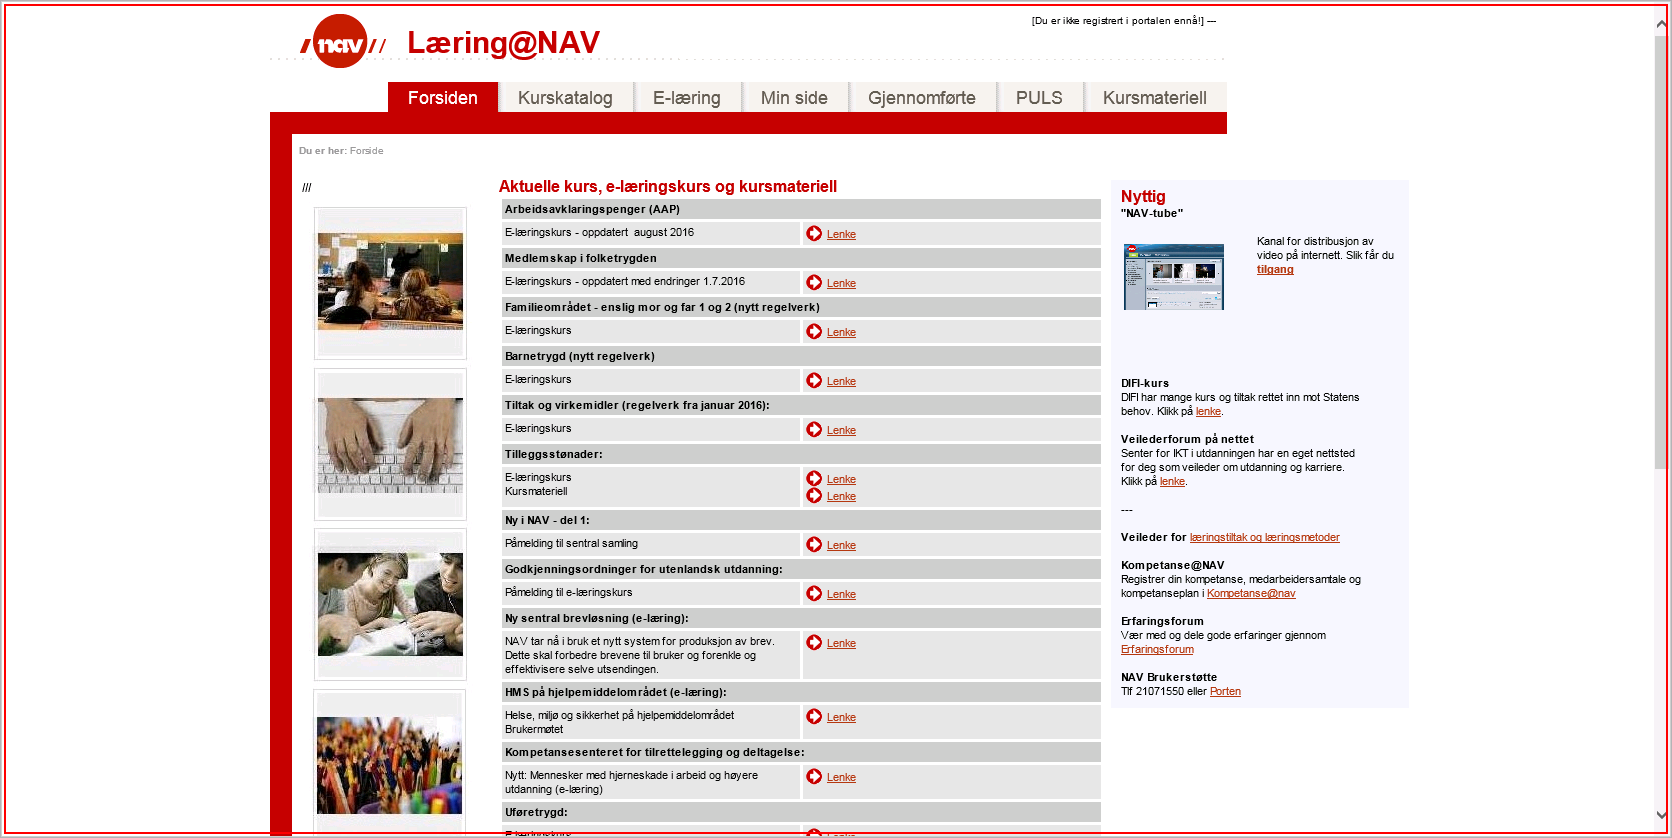 [Du er ikke registrert i portalen ennå!] ---
nav
Læring@NAV
Forsiden
Kurskatalog
E-læring
Min side
Gjennomførte
PULS
Kursmateriell
Du er her: Forside
///
Aktuelle kurs, e-læringskurs og kursmateriell
Arbeidsavklaringspenger (AAP)
E-læringskurs - oppdatert august 2016
Lenke
Medlemskap i folketrygden
E-læringskurs - oppdatert med endringer 1.7.2016
Lenke
Familieområdet - enslig mor og far 1 og 2 (nytt regelverk)
E-læringskurs
Lenke
Barnetrygd (nytt regelverk)
E-læringskurs
Lenke
Tiltak og virkemidler (regelverk fra januar 2016):
E-læringskurs
Lenke
Tilleggsstønader:
E-læringskurs
Kursmateriell
Lenke
Lenke
Ny i NAV - del 1:
Påmelding til sentral samling
Lenke
Godkjenningsordninger for utenlandsk utdanning:
Påmelding til e-læringskurs
Lenke
Ny sentral brevløsning (e-læring):
NAV tar nå i bruk et nytt system for produksjon av brev.
Dette skal forbedre brevene til bruker og forenkle og
effektivisere selve utsendingen.
Lenke
HMS på hjelpemiddelområdet (e-læring):
Helse, miljø og sikkerhet på hjelpemiddelområdet
Brukermøtet
Lenke
Kompetansesenteret for tilrettelegging og deltagelse:
Nytt: Mennesker med hjerneskade i arbeid og høyere
utdanning (e-læring)
Lenke
Uføretrygd:
E-læringskurs
Lenke
Nyttig
"NAV-tube"
Kanal for distribusjon av
video på internett. Slik får du
tilgang
DIFI-kurs
DIFI har mange kurs og tiltak rettet inn mot Statens
behov. Klikk på lenke.
Veilederforum på nettet
Senter for IKT i utdanningen har en eget nettsted
for deg som veileder om utdanning og karriere.
Klikk på lenke.
---
Veileder for læringstiltak og læringsmetoder
Kompetanse@NAV
Registrer din kompetanse, medarbeidersamtale og
kompetanseplan i Kompetanse@nav
Erfaringsforum
Vær med og dele gode erfaringer gjennom
Erfaringsforum
NAV Brukerstøtte
Tlf 21071550 eller Porten